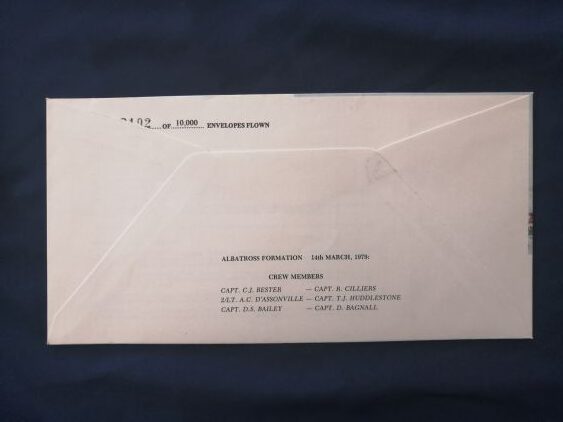 OF 10,000 ENVELOPES FLOWN
ALBATROSS FORMATION 14th MARCH, 1979:
CREW MEMBERS
CAPT. C.J. BESTER — CAPT. R. CILLIERS
2/LT. A.C. D'ASSONVILLE — CAPT. T.J. HUDDLESTONE
CAPT. D.S. BAILEY — CAPT. D. BAGNALL